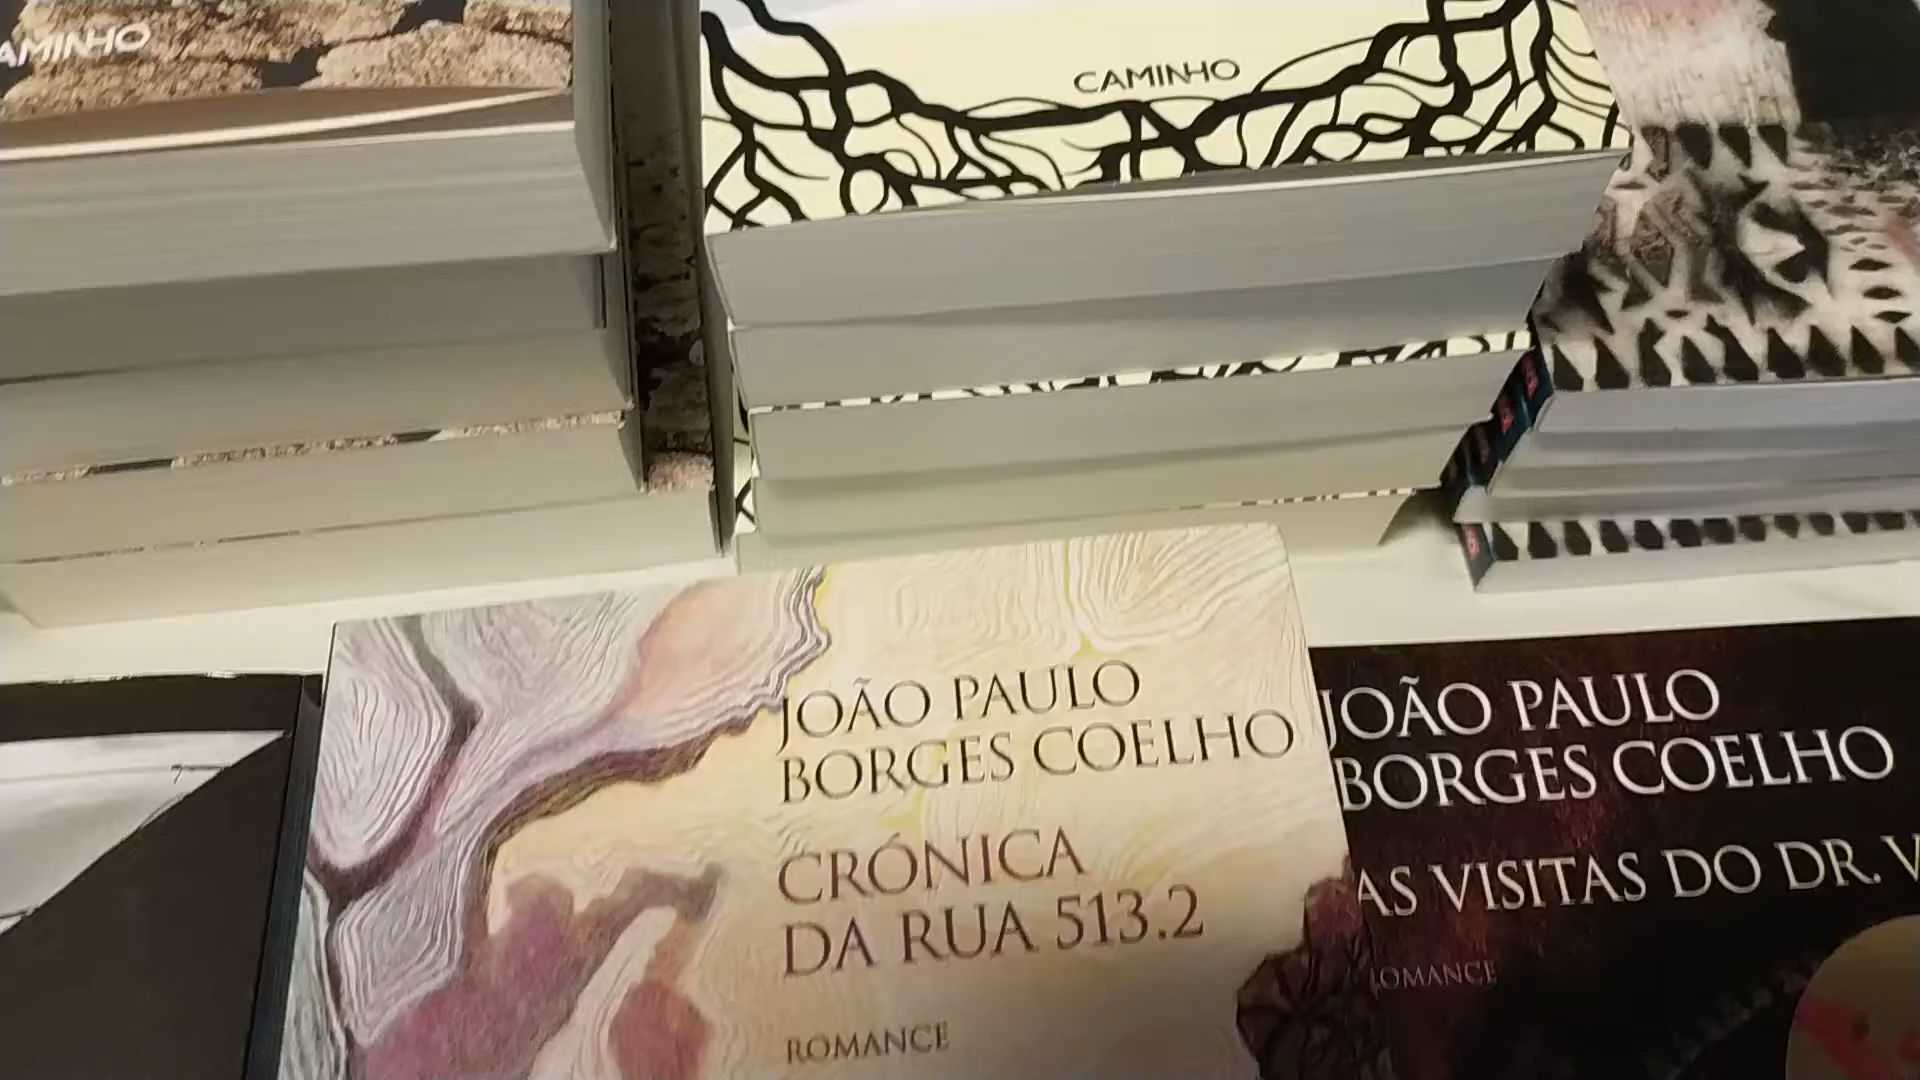 CAMINHO
JOÃO PAULO
BORGES COELHO
CRÓNICA
DA RUA 513.2
ROMANCE
JOÃO PAULO
BORGES COELHO
AS VISITAS DO DR. V
ROMANCE